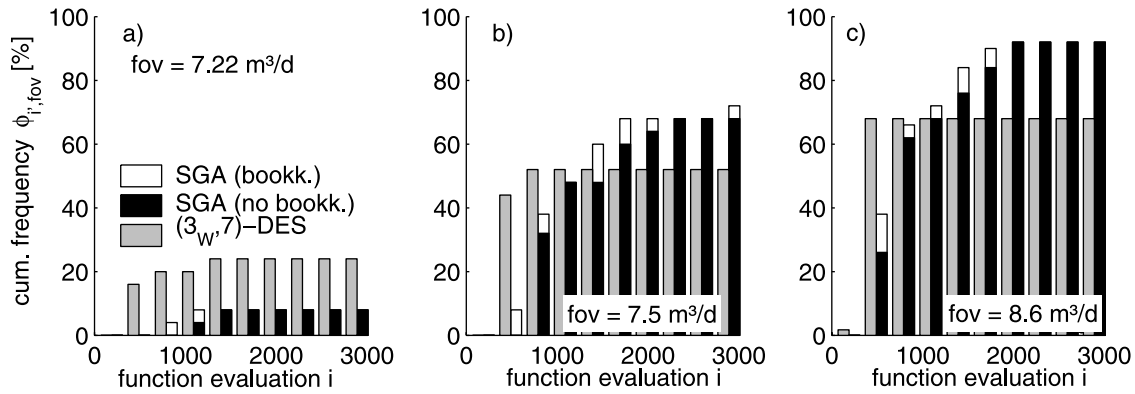 cum. frequency ϕi',fov [%]
100
80
60
40
20
0
a)
fov = 7.22 m³/d
SGA (bookk.)
SGA (no bookk.)
(3W,7)−DES
0 1000 2000 3000
function evaluation i
100
80
60
40
20
0
b)
fov = 7.5 m³/d
0 1000 2000 3000
function evaluation i
100
80
60
40
20
0
c)
fov = 8.6 m³/d
0 1000 2000 3000
function evaluation i